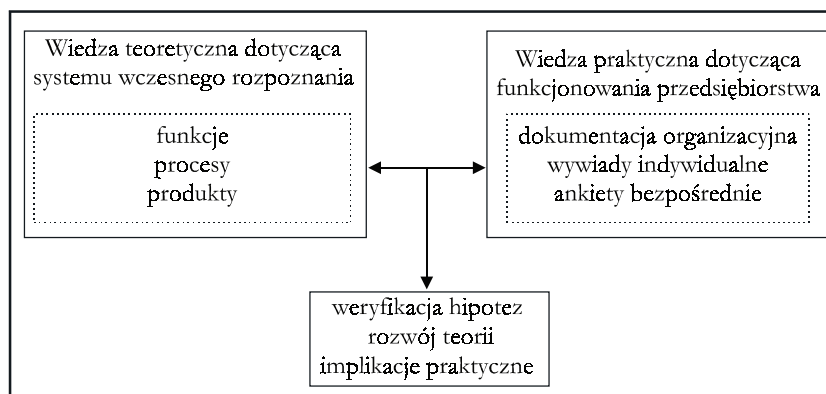 Wiedza teoretyczna dotycząca
systemu wczesnego rozpoznania
funkcje
procesy
produkty
Wiedza praktyczna dotycząca
funkcjonowania przedsiębiorstwa
dokumentacja organizacyjna
wywiady indywidualne
ankiety bezpośrednie
weryfikacja hipotez
rozwój teorii
implikacje praktyczne